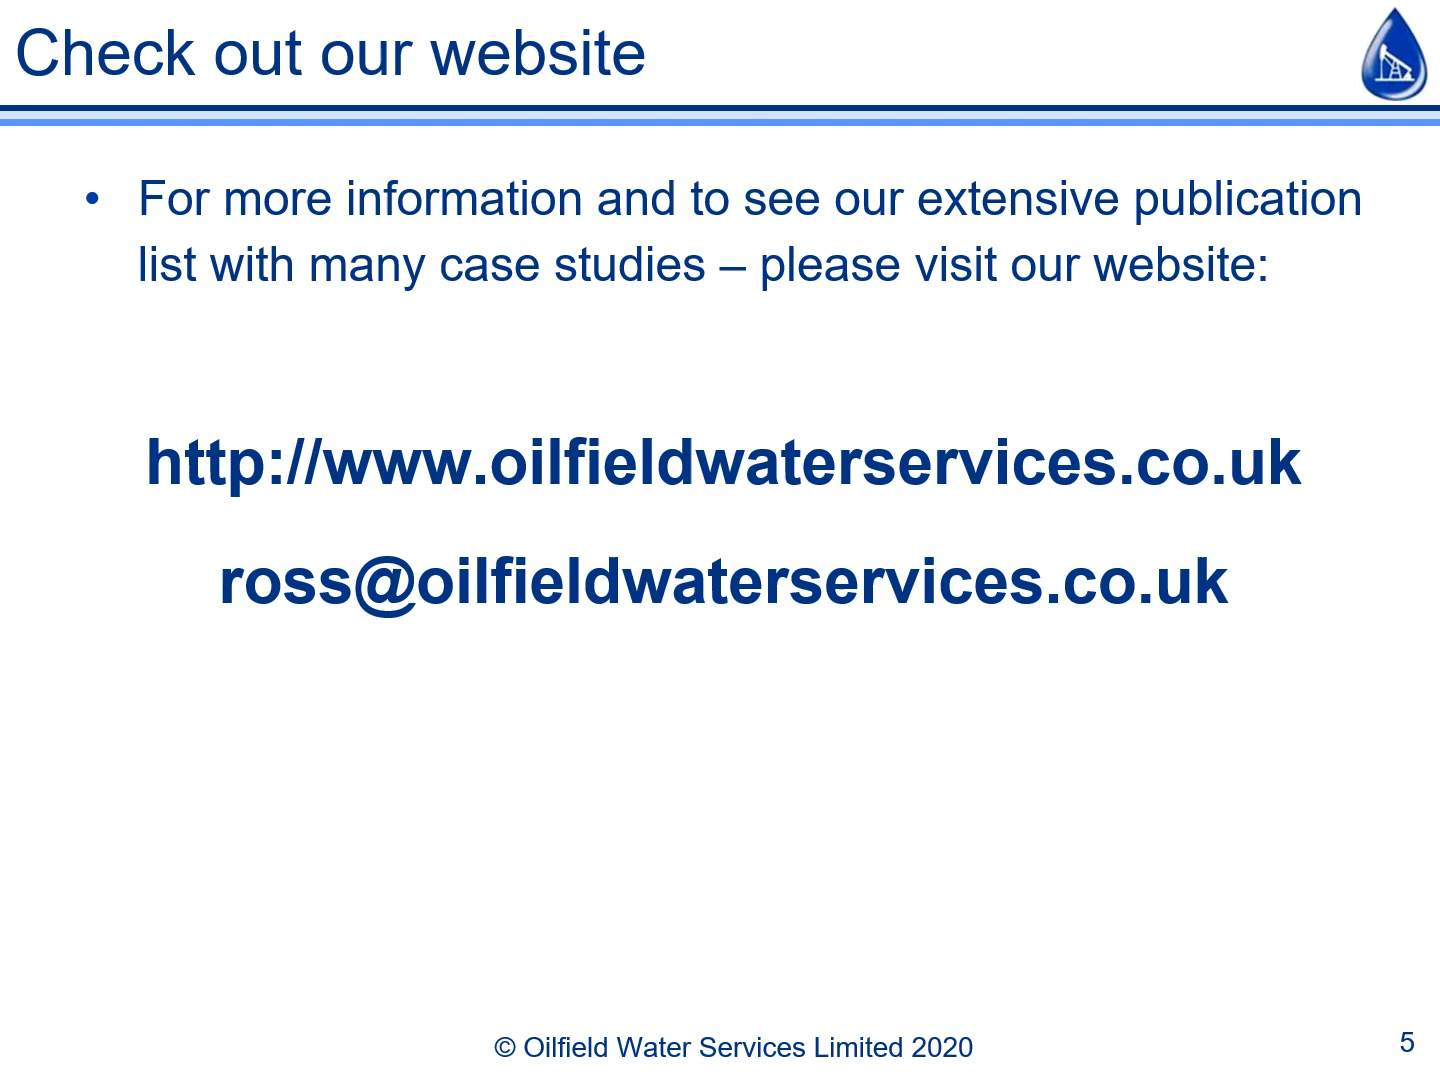 Check out our website
• For more information and to see our extensive publication
list with many case studies – please visit our website:
http://www.oilfieldwaterservices.co.uk
ross@oilfieldwaterservices.co.uk
© Oilfield Water Services Limited 2020
5